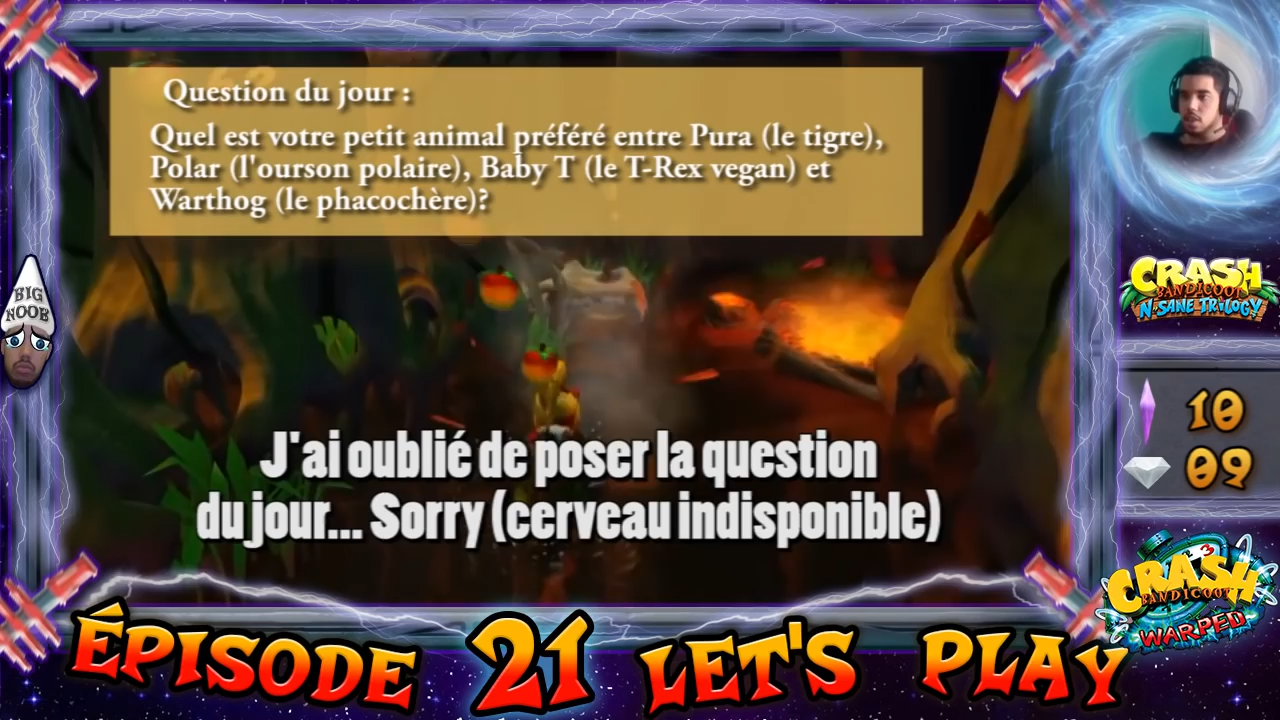 Question du jour :
Quel est votre petit animal préféré entre Pura (le tigre),
Polar (l'ourson polaire), Baby T (le T-Rex vegan) et
Warthog (le phacochère)?
BIG
NOOB
CRASH
BANDICOOT
N. SANE TRILOGY
10
09
J'ai oublié de poser la question
du jour... Sorry (cerveau indisponible)
CRASH
BANDICOOT
WARPED
ÉPISODE 21 LET'S PLAY